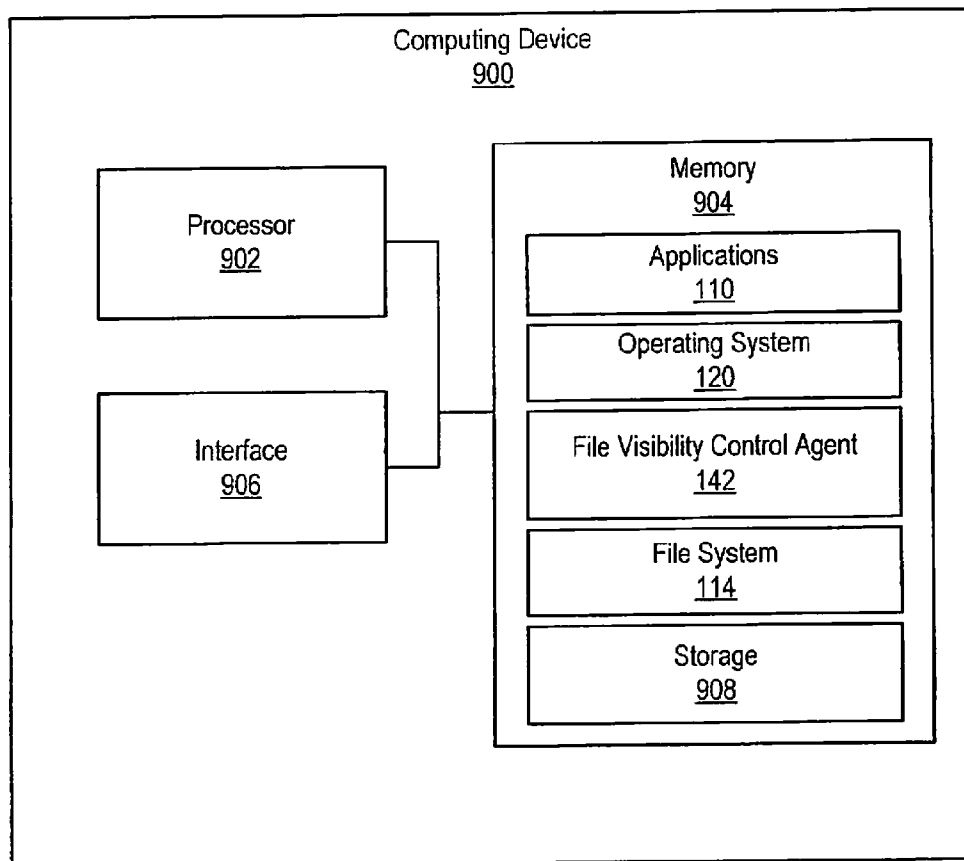 Computing Device
900
Processor
902
Interface
906
Memory
904
Applications
110
Operating System
120
File Visibility Control Agent
142
File System
114
Storage
908